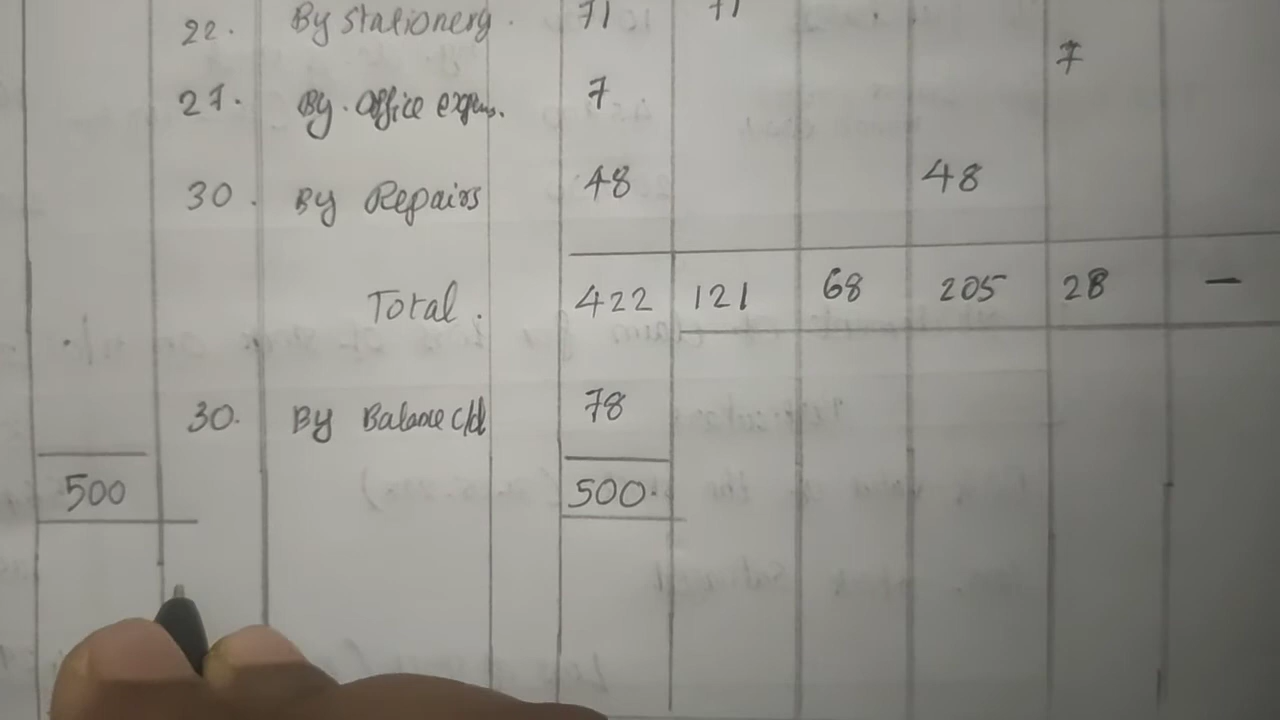 22. By Stationery. 71 71
27. By. Office expens. 7 7
30. By Repairs 48 48
Total. 422 121 68 205 28 —
30. By Balance c/d 78
500 500.